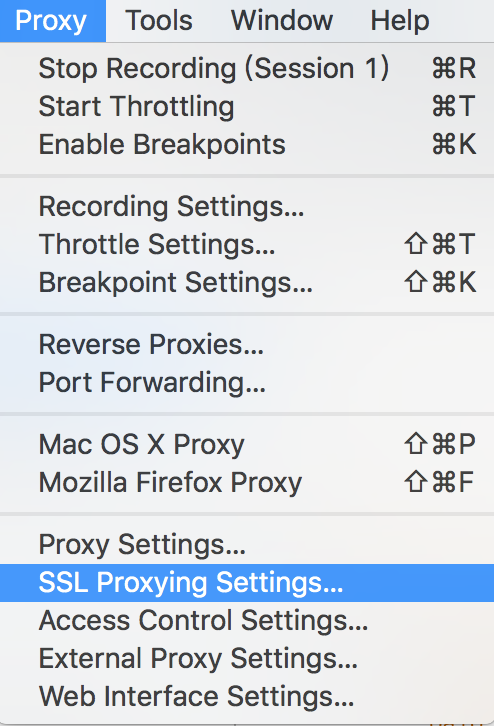 Proxy Tools Window Help
Stop Recording (Session 1) ⌘R
Start Throttling ⌘T
Enable Breakpoints ⌘K
Recording Settings...
Throttle Settings... ⇧⌘T
Breakpoint Settings... ⇧⌘K
Reverse Proxies...
Port Forwarding...
Mac OS X Proxy ⇧⌘P
Mozilla Firefox Proxy ⇧⌘F
Proxy Settings...
SSL Proxying Settings...
Access Control Settings...
External Proxy Settings...
Web Interface Settings...